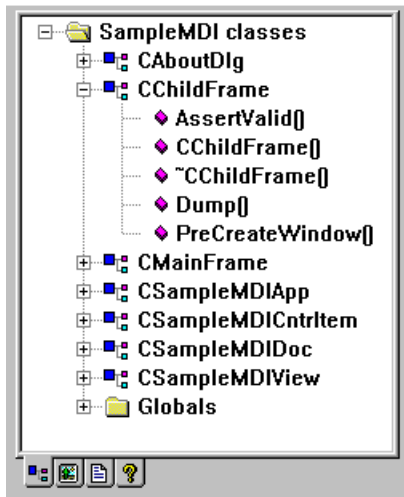 SampleMDI classes
CAboutDlg
CChildFrame
AssertValid()
CChildFrame()
~CChildFrame()
Dump()
PreCreateWindow()
CMainFrame
CSampleMDIApp
CSampleMDICntrItem
CSampleMDIDoc
CSampleMDIView
Globals
?